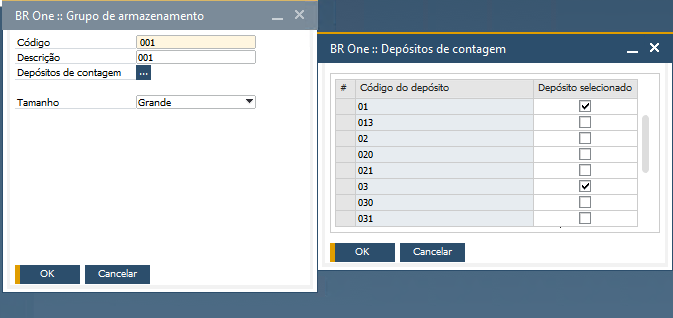 BR One :: Grupo de armazenamento
Código 001
Descrição 001
Depósitos de contagem ...
Tamanho Grande
OK Cancelar
BR One :: Depósitos de contagem
# Código do depósito Depósito selecionado
01
013
02
020
021
03
030
031
OK Cancelar